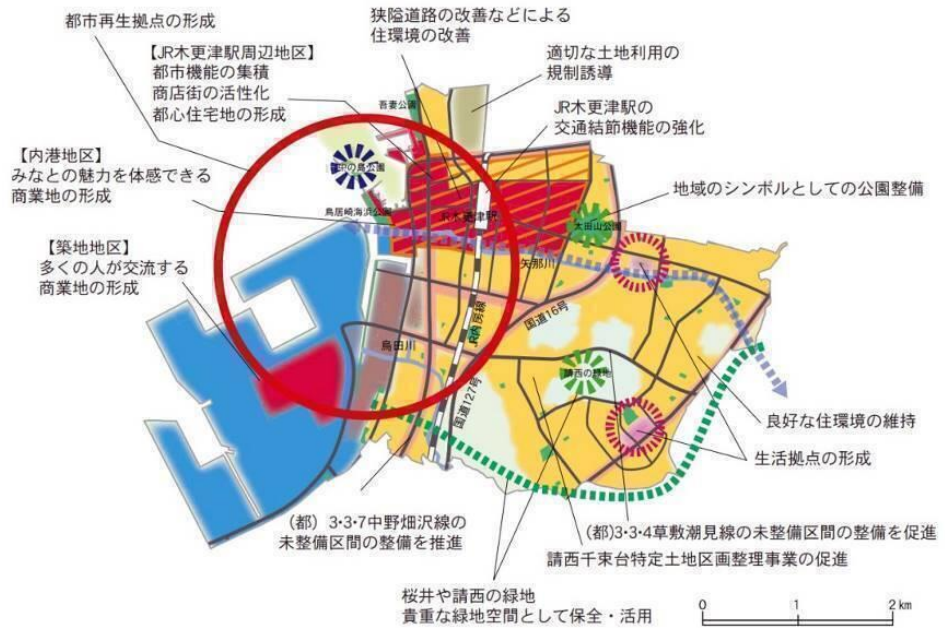 都市再生拠点の形成
【JR木更津駅周辺地区】
都市機能の集積
商店街の活性化
都心住宅地の形成
狭隘道路の改善などによる
住環境の改善
適切な土地利用の
規制誘導
JR木更津駅の
交通結節機能の強化
【内港地区】
みなとの魅力を体感できる
商業地の形成
【築地地区】
多くの人が交流する
商業地の形成
地域のシンボルとしての公園整備
吾妻公園
中の島公園
鳥居崎海浜公園
JR木更津駅
太田山公園
矢那川
国道16号
JR内房線
烏田川
国道127号
請西の緑地
良好な住環境の維持
生活拠点の形成
(都) 3・3・7中野畑沢線の
未整備区間の整備を推進
(都)3・3・4草敷潮見線の未整備区間の整備を促進
請西千束台特定土地区画整理事業の促進
桜井や請西の緑地
貴重な緑地空間として保全・活用
0 1 2 km